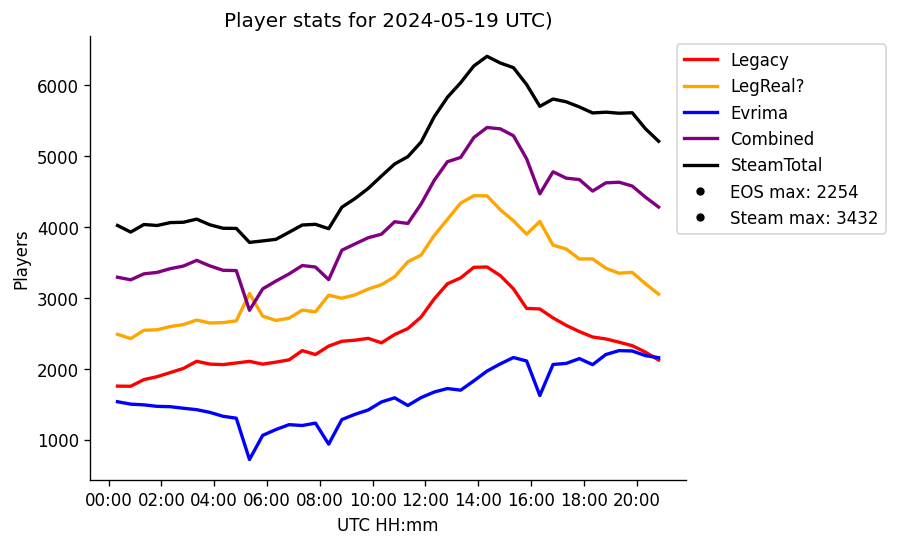 Player stats for 2024-05-19 UTC)
Legacy
LegReal?
Evrima
Combined
SteamTotal
EOS max: 2254
Steam max: 3432
Players
6000
5000
4000
3000
2000
1000
00:00 02:00 04:00 06:00 08:00 10:00 12:00 14:00 16:00 18:00 20:00
UTC HH:mm